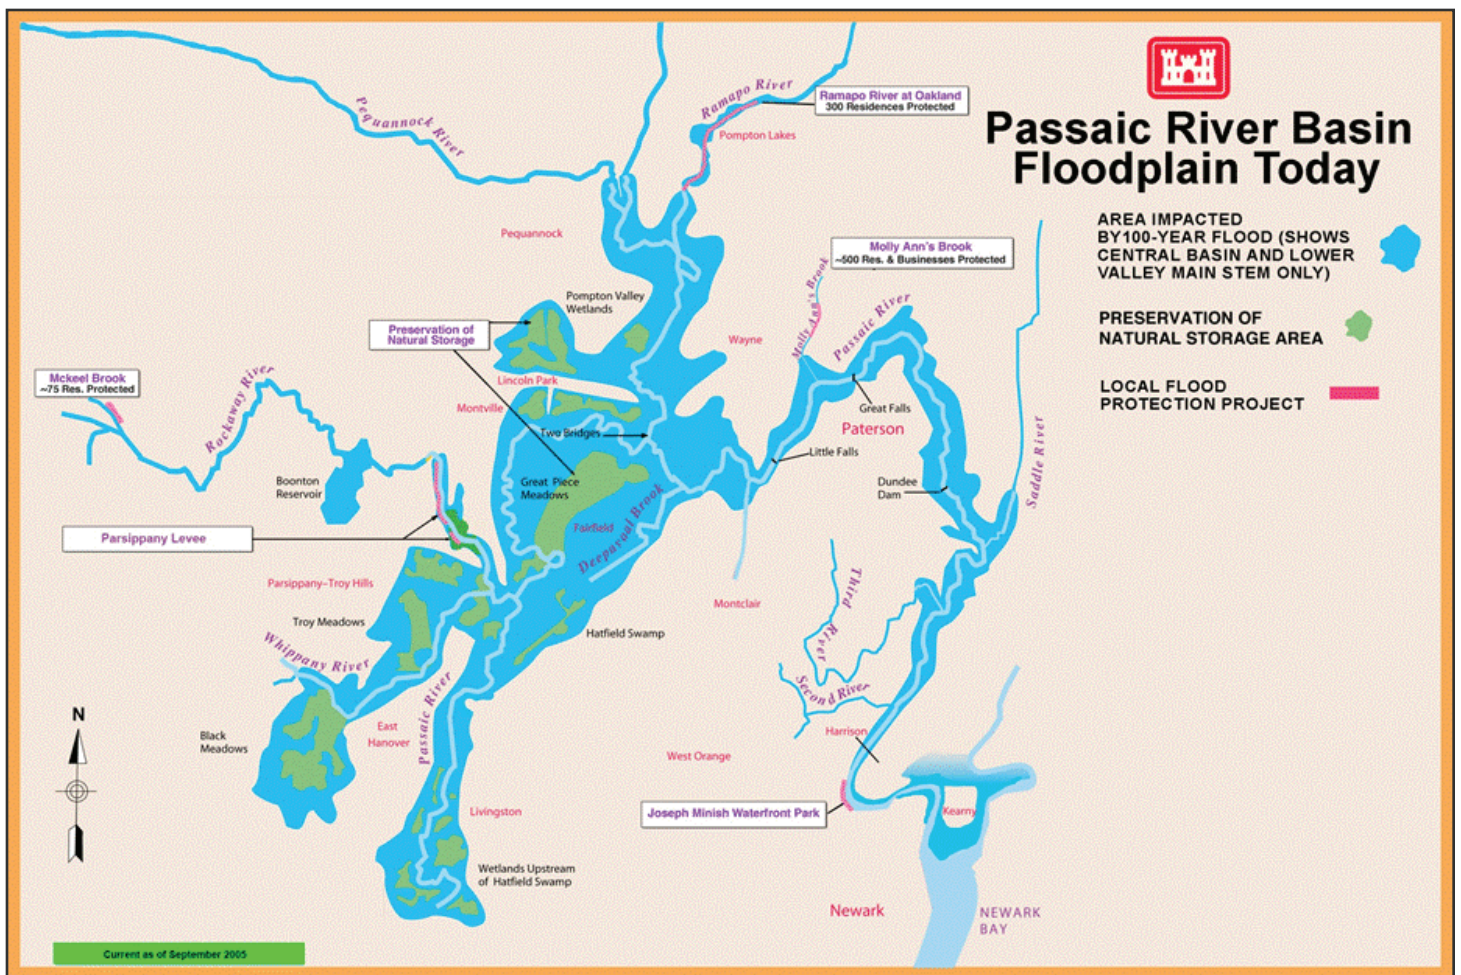 Passaic River Basin
Floodplain Today
AREA IMPACTED
BY100-YEAR FLOOD (SHOWS
CENTRAL BASIN AND LOWER
VALLEY MAIN STEM ONLY)
PRESERVATION OF
NATURAL STORAGE AREA
LOCAL FLOOD
PROTECTION PROJECT
Pequannock River
Ramapo River
Ramapo River at Oakland
300 Residences Protected
Pompton Lakes
Pequannock
Molly Ann's Brook
~500 Res. & Businesses Protected
Molly Ann's Brook
Passaic River
Pompton Valley
Wetlands
Preservation of
Natural Storage
Wayne
Mckeel Brook
~75 Res. Protected
Rockaway River
Lincoln Park
Montville
Great Falls
Paterson
Two Bridges
Little Falls
Saddle River
Boonton
Reservoir
Great Piece
Meadows
Dundee
Dam
Fairfield
Deepavaal Brook
Parsippany Levee
Parsippany-Troy Hills
Troy Meadows
Montclair
Third
River
Hatfield Swamp
Whippany River
Second River
Passaic River
N
East
Hanover
Black
Meadows
Harrison
West Orange
Livingston
Joseph Minish Waterfront Park
Kearny
Wetlands Upstream
of Hatfield Swamp
Newark
NEWARK
BAY
Current as of September 2005